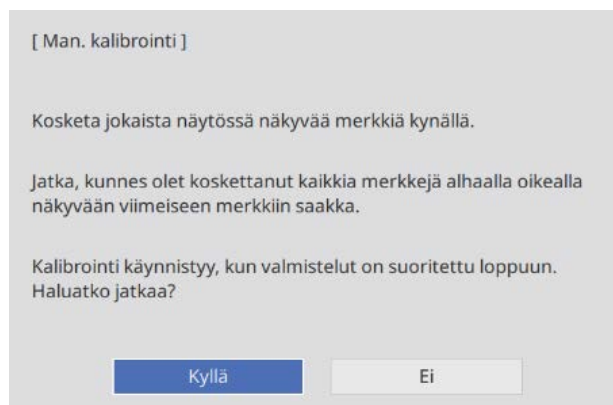 [ Man. kalibrointi ]
Kosketa jokaista näytössä näkyvää merkkiä kynällä.
Jatka, kunnes olet koskettanut kaikkia merkkejä alhaalla oikealla
näkyvään viimeiseen merkkiin saakka.
Kalibrointi käynnistyy, kun valmistelut on suoritettu loppuun.
Haluatko jatkaa?
Kyllä
Ei